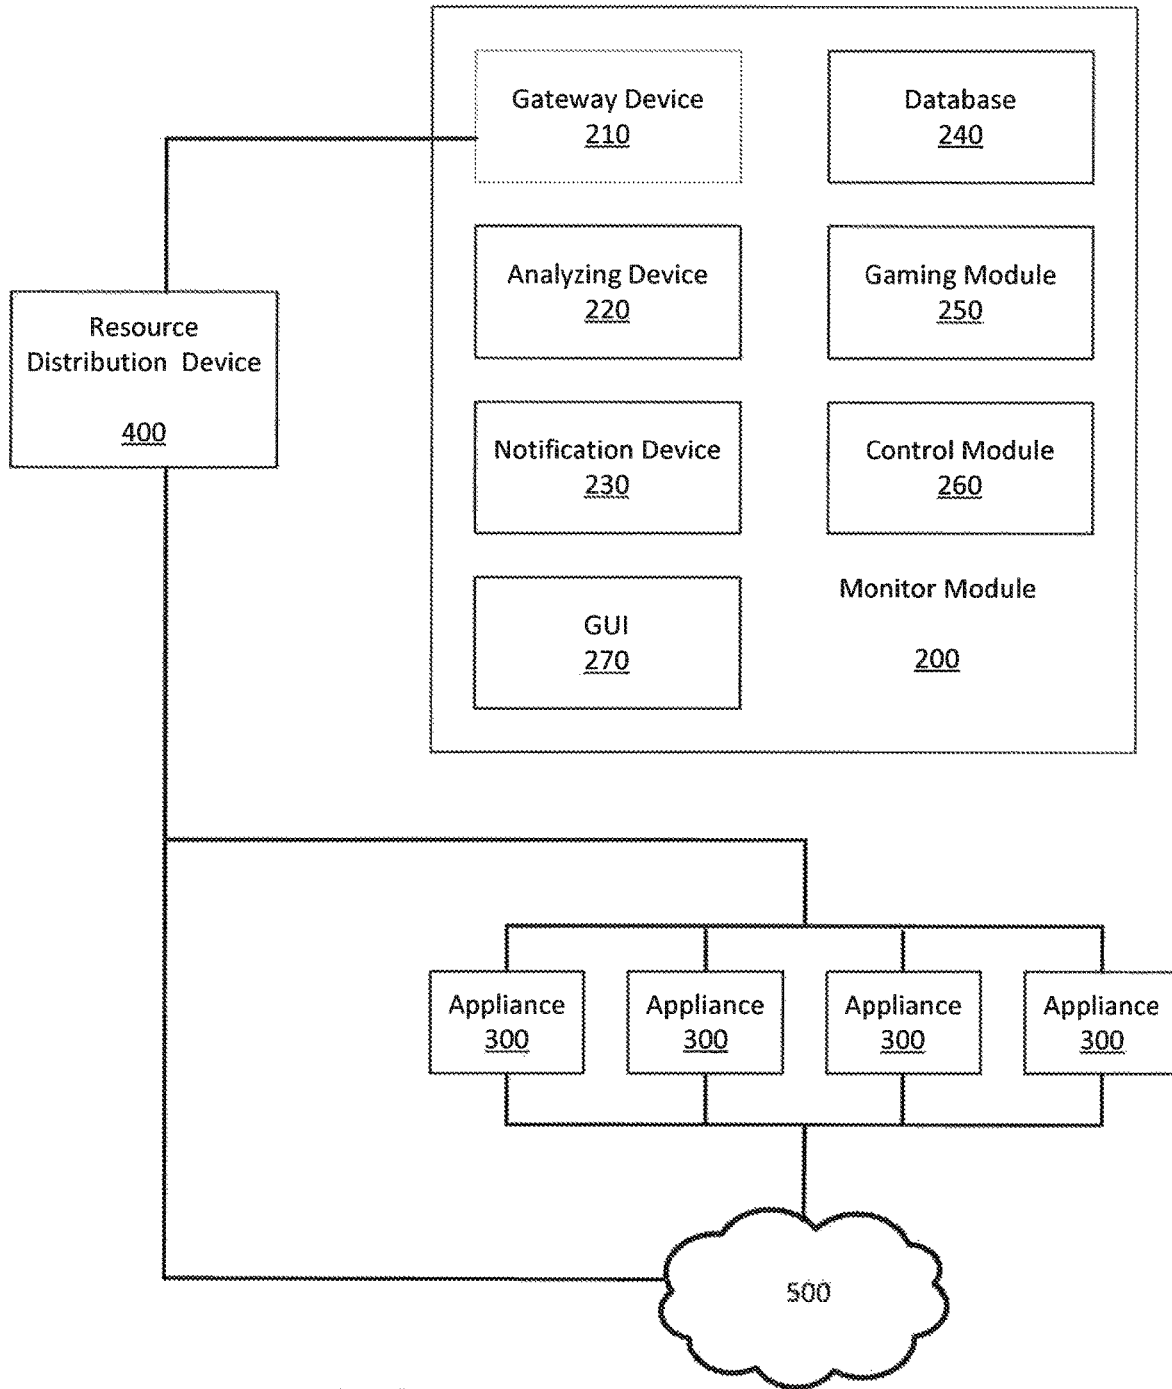 Gateway Device
210
Database
240
Analyzing Device
220
Gaming Module
250
Resource
Distribution Device
400
Notification Device
230
Control Module
260
GUI
270
Monitor Module
200
Appliance
300
Appliance
300
Appliance
300
Appliance
300
500